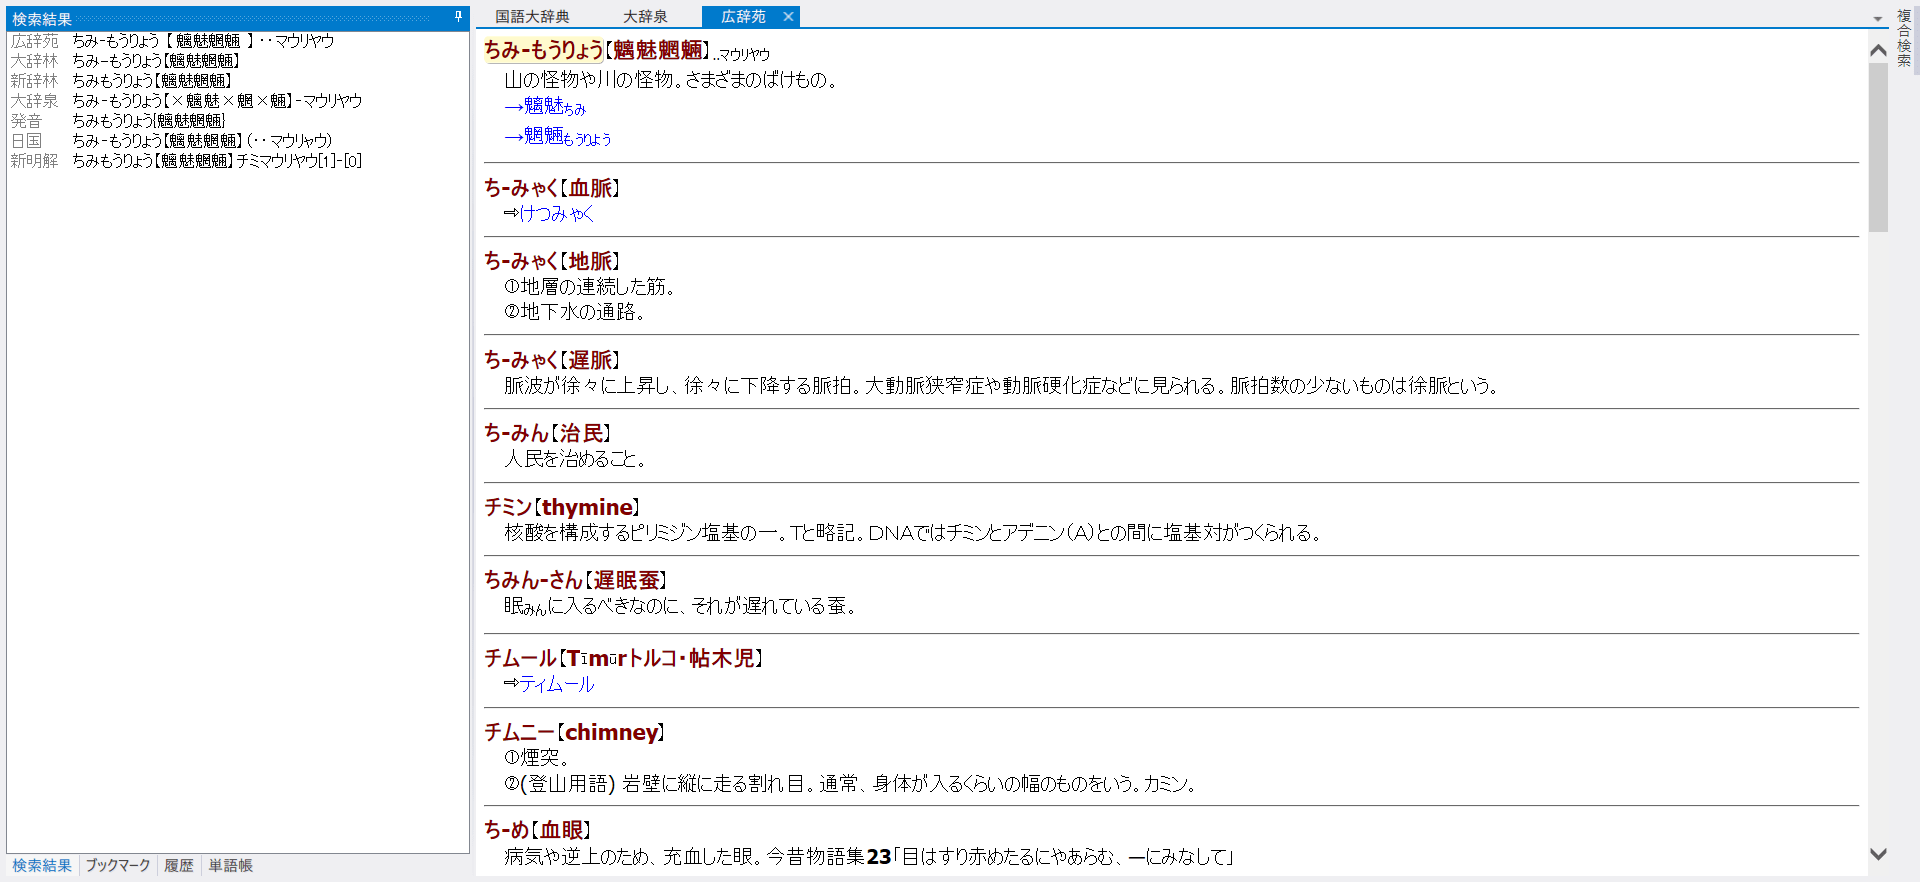 検索結果
広辞苑 ちみ‐もうりょう【魑魅魍魎】‥マウリヤウ
大辞林 ちみ−もうりょう【魑魅魍魎】
新辞林 ちみもうりょう【魑魅魍魎】
大辞泉 ちみ‐もうりょう【×魑魅×魍×魎】‐マウリヤウ
発音 ちみもうりょう{魑魅魍魎}
日国 ちみ‐もうりょう【魑魅魍魎】(‥マウリャウ)
新明解 ちみもうりょう【魑魅魍魎】チミマウリヤウ[1]-[0]
検索結果 ブックマーク 履歴 単語帳
国語大辞典 大辞泉 広辞苑
ちみ‐もうりょう【魑魅魍魎】‥マウリヤウ
山の怪物や川の怪物。さまざまのばけもの。
→魑魅ちみ
→魍魎もうりょう
ち‐みゃく【血脈】
⇨けつみゃく
ち‐みゃく【地脈】
①地層の連続した筋。
②地下水の通路。
ち‐みゃく【遅脈】
脈波が徐々に上昇し、徐々に下降する脈拍。大動脈狭窄症や動脈硬化症などに見られる。脈拍数の少ないものは徐脈という。
ち‐みん【治民】
人民を治めること。
チミン【thymine】
核酸を構成するピリミジン塩基の一。Tと略記。DNAではチミンとアデニン(A)との間に塩基対がつくられる。
ちみん‐さん【遅眠蚕】
眠みんに入るべきなのに、それが遅れている蚕。
チムール【Tīmūrトルコ・帖木児】
⇨ティムール
チムニー【chimney】
①煙突。
②(登山用語) 岩壁に縦に走る割れ目。通常、身体が入るくらいの幅のものをいう。カミン。
ち‐め【血眼】
病気や逆上のため、充血した眼。今昔物語集23「目はすり赤めたるにやあらむ、―にみなして」
複合検索